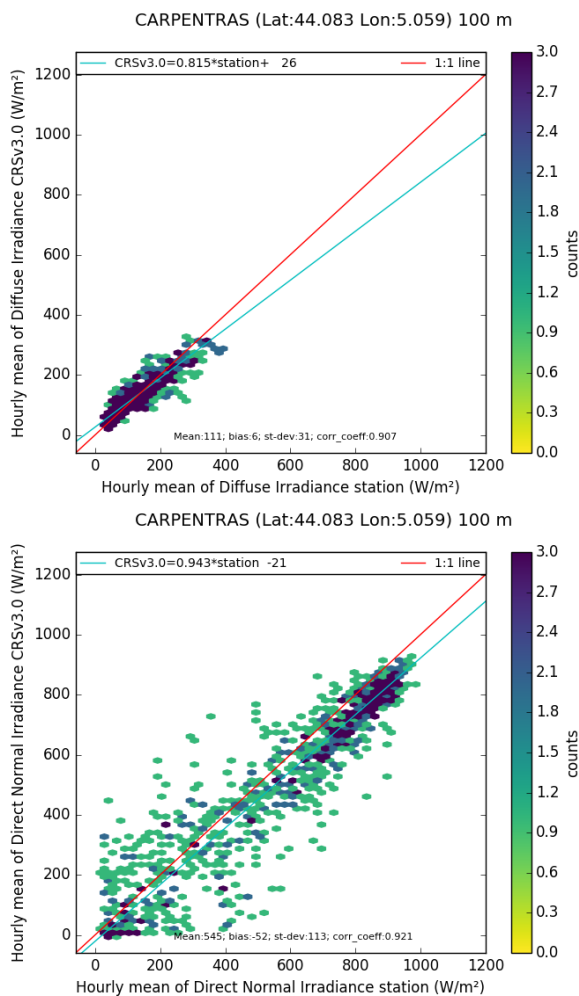 CARPENTRAS (Lat:44.083 Lon:5.059) 100 m
CRSv3.0=0.815*station+ 26
1:1 line
Hourly mean of Diffuse Irradiance CRSv3.0 (W/m²)
1200
1000
800
600
400
200
0
Mean:111; bias:6; st-dev:31; corr_coeff:0.907
0 200 400 600 800 1000 1200
Hourly mean of Diffuse Irradiance station (W/m²)
3.0
2.7
2.4
2.1
1.8
1.5
1.2
0.9
0.6
0.3
0.0
counts
CARPENTRAS (Lat:44.083 Lon:5.059) 100 m
CRSv3.0=0.943*station -21
1:1 line
Hourly mean of Direct Normal Irradiance CRSv3.0 (W/m²)
1200
1000
800
600
400
200
0
Mean:545; bias:-52; st-dev:113; corr_coeff:0.921
0 200 400 600 800 1000 1200
Hourly mean of Direct Normal Irradiance station (W/m²)
3.0
2.7
2.4
2.1
1.8
1.5
1.2
0.9
0.6
0.3
0.0
counts